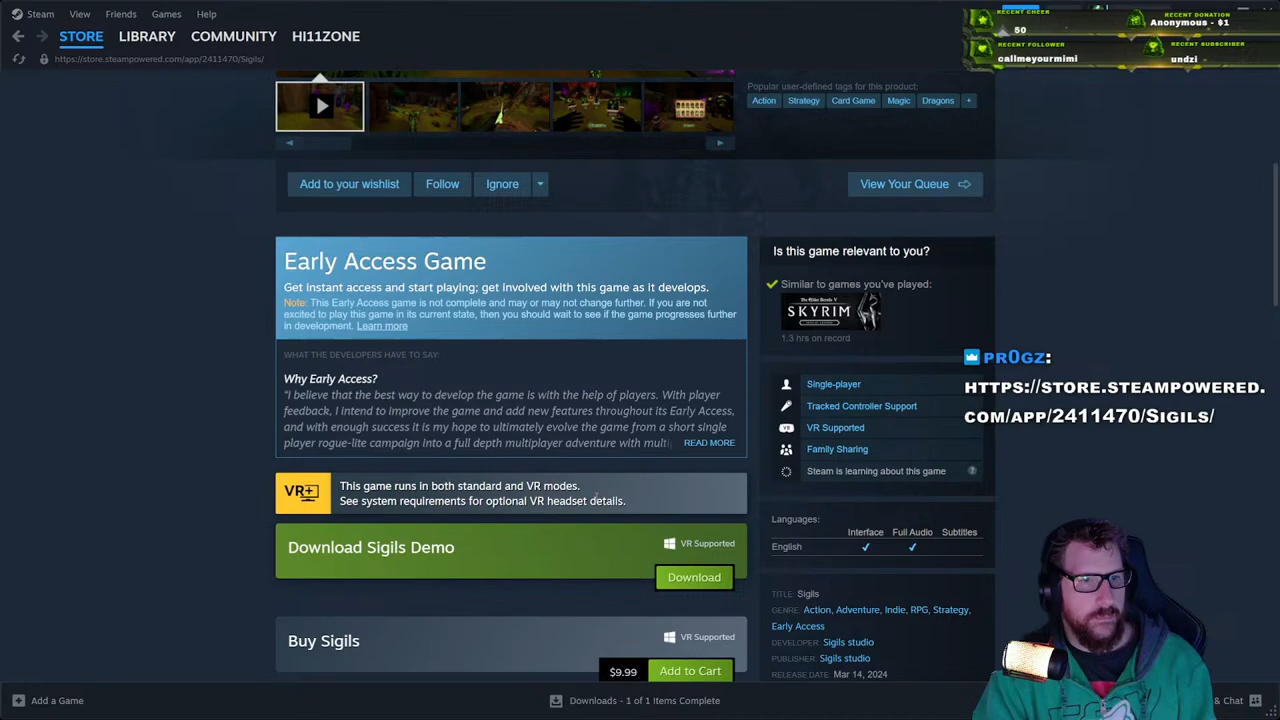 Steam View Friends Games Help
STORE LIBRARY COMMUNITY HI11ZONE
https://store.steampowered.com/app/2411470/Sigils/
RECENT CHEER
50
RECENT DONATION
Anonymous - $1
RECENT FOLLOWER
callmeyourmimi
RECENT SUBSCRIBER
undzi
Popular user-defined tags for this product:
Action Strategy Card Game Magic Dragons +
Add to your wishlist Follow Ignore View Your Queue
Early Access Game
Get instant access and start playing; get involved with this game as it develops.
Note: This Early Access game is not complete and may or may not change further. If you are
not excited to play this game in its current state, then you should wait to see if the game progresses further
in development. Learn more
WHAT THE DEVELOPERS HAVE TO SAY:
Why Early Access?
"I believe that the best way to develop the game is with the help of players. With player
feedback, I intend to improve the game and add new features throughout its Early Access,
and with enough success it is my hope to ultimately evolve the game from a short single
player rogue-lite campaign into a full depth multiplayer adventure with multi
READ MORE
VR+
This game runs in both standard and VR modes.
See system requirements for optional VR headset details.
Download Sigils Demo
VR Supported
Download
Buy Sigils
VR Supported
$9.99 Add to Cart
Is this game relevant to you?
Similar to games you've played:
The Elder Scrolls V
SKYRIM
1.3 hrs on record
Single-player
Tracked Controller Support
VR VR Supported
Family Sharing
Steam is learning about this game ?
Languages:
Interface Full Audio Subtitles
English ✔ ✔
TITLE: Sigils
GENRE: Action, Adventure, Indie, RPG, Strategy,
Early Access
DEVELOPER: Sigils studio
PUBLISHER: Sigils studio
RELEASE DATE: Mar 14, 2024
PR0GZ:
HTTPS://STORE.STEAMPOWERED.
COM/APP/2411470/SIGILS/
Add a Game
Downloads - 1 of 1 Items Complete
& Chat